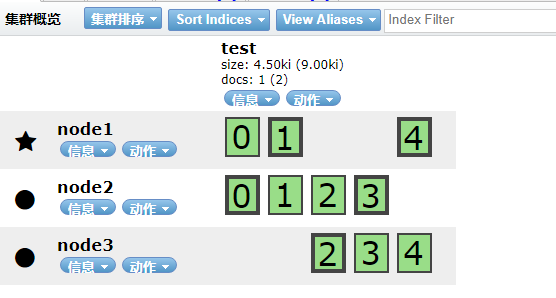 集群概览 集群排序 Sort Indices View Aliases Index Filter
test
size: 4.50ki (9.00ki)
docs: 1 (2)
信息 动作
node1 0 1 4
信息 动作
node2 0 1 2 3
信息 动作
node3 2 3 4
信息 动作